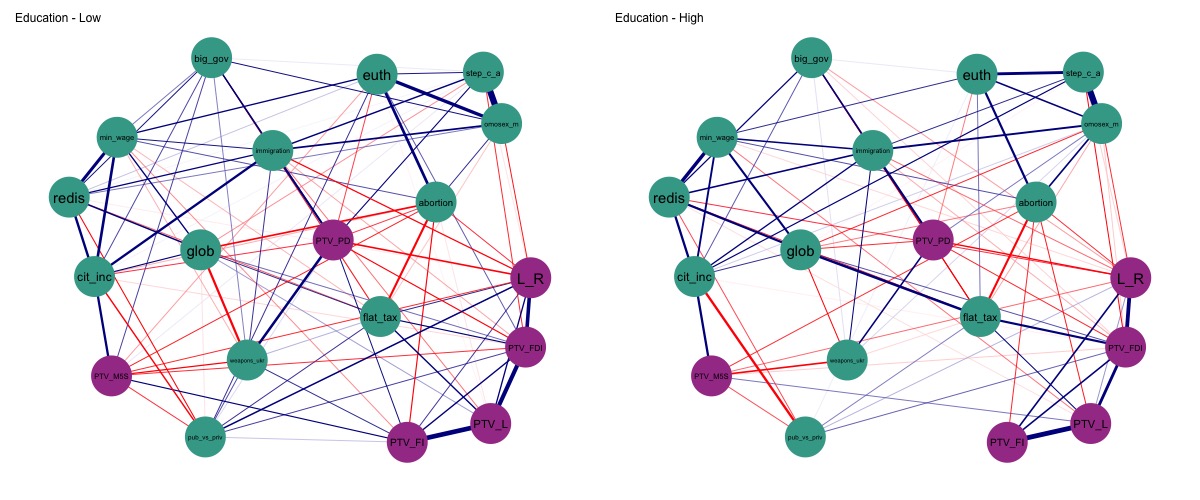 Education - Low
big_gov
euth
step_c_a
omosex_m
min_wage
immigration
redis
abortion
PTV_PD
glob
cit_inc
L_R
flat_tax
PTV_FDI
weapons_ukr
PTV_M5S
PTV_L
pub_vs_priv
PTV_FI
Education - High
big_gov
euth
step_c_a
omosex_m
min_wage
immigration
redis
abortion
PTV_PD
glob
cit_inc
L_R
flat_tax
PTV_FDI
weapons_ukr
PTV_M5S
PTV_L
pub_vs_priv
PTV_FI